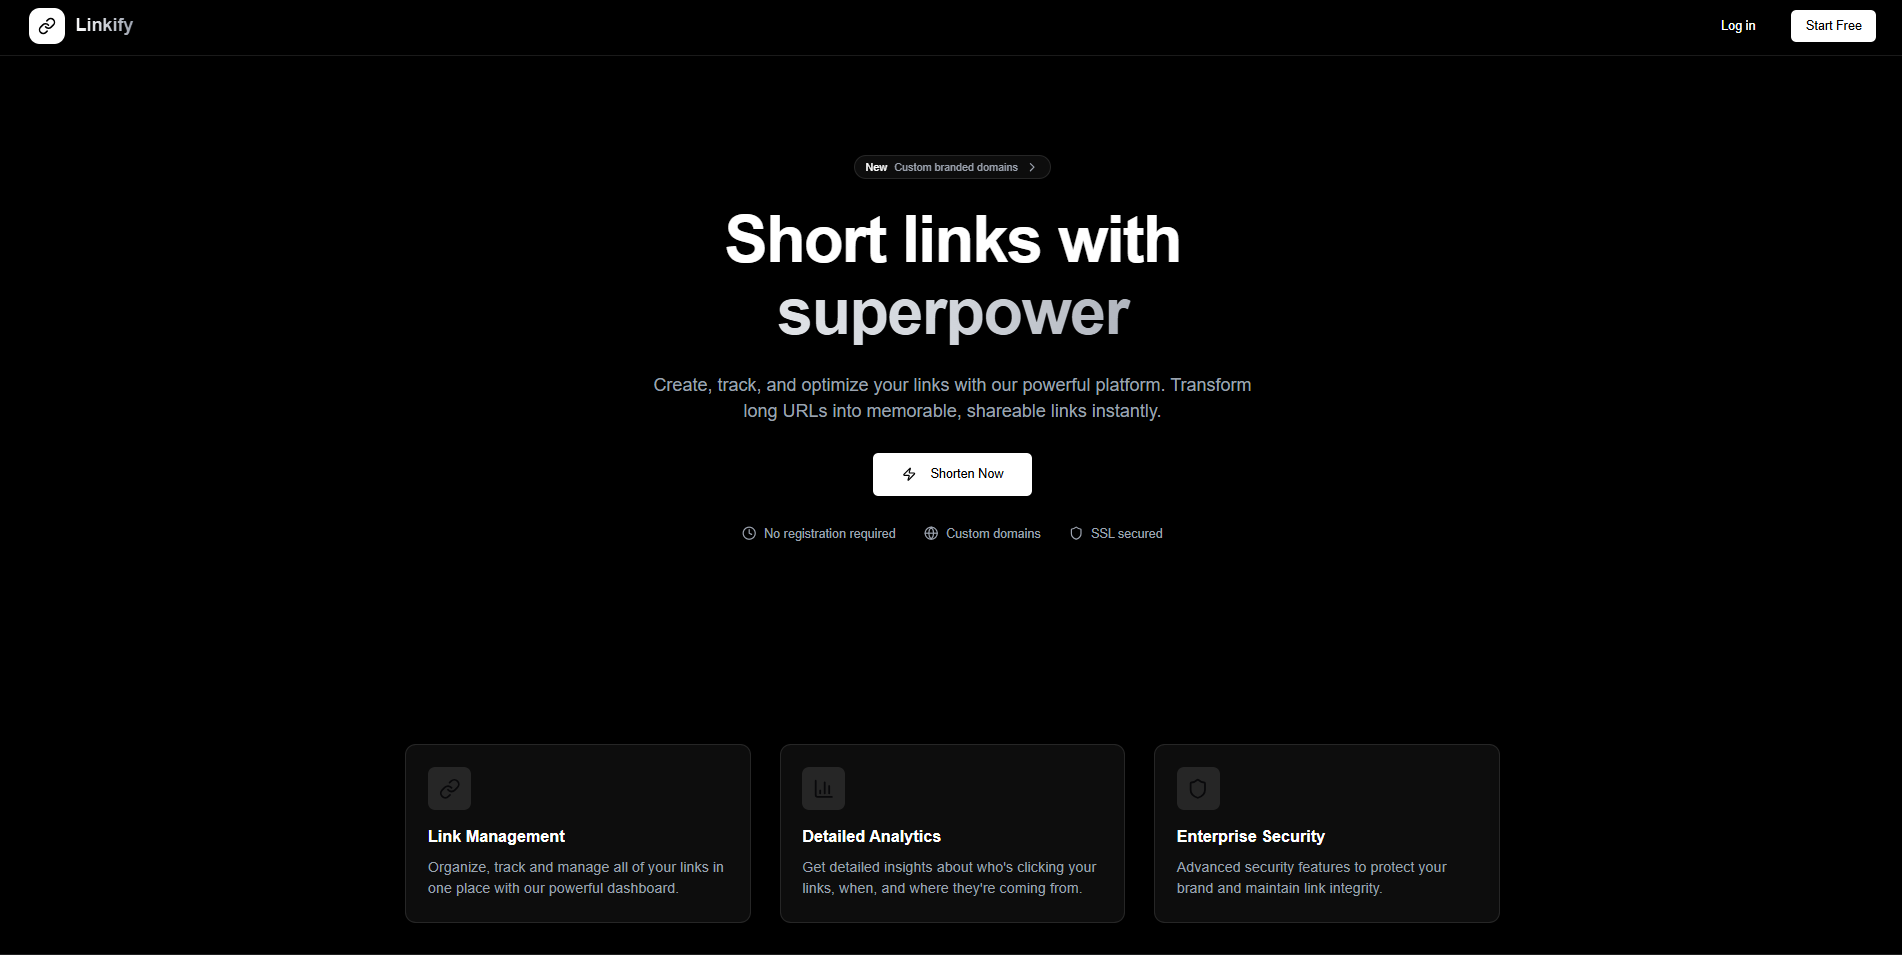 Linkify
Log in
Start Free
New Custom branded domains
Short links with
superpower
Create, track, and optimize your links with our powerful platform. Transform
long URLs into memorable, shareable links instantly.
Shorten Now
No registration required
Custom domains
SSL secured
Link Management
Organize, track and manage all of your links in
one place with our powerful dashboard.
Detailed Analytics
Get detailed insights about who's clicking your
links, when, and where they're coming from.
Enterprise Security
Advanced security features to protect your
brand and maintain link integrity.